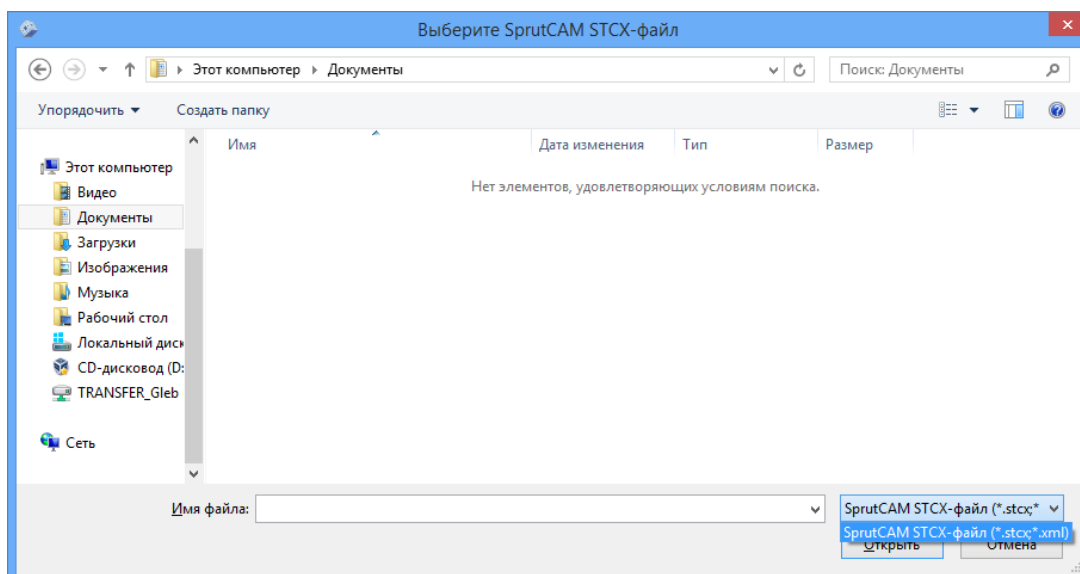 Выберите SprutCAM STCX-файл
Этот компьютер Документы
Поиск: Документы
Упорядочить Создать папку
Имя Дата изменения Тип Размер
Нет элементов, удовлетворяющих условиям поиска.
Этот компьютер
Видео
Документы
Загрузки
Изображения
Музыка
Рабочий стол
Локальный диск
CD-дисковод (D:
TRANSFER_Gleb
Сеть
Имя файла:
SprutCAM STCX-файл (*.stcx;*
SprutCAM STCX-файл (*.stcx;*.xml)
Открыть Отмена